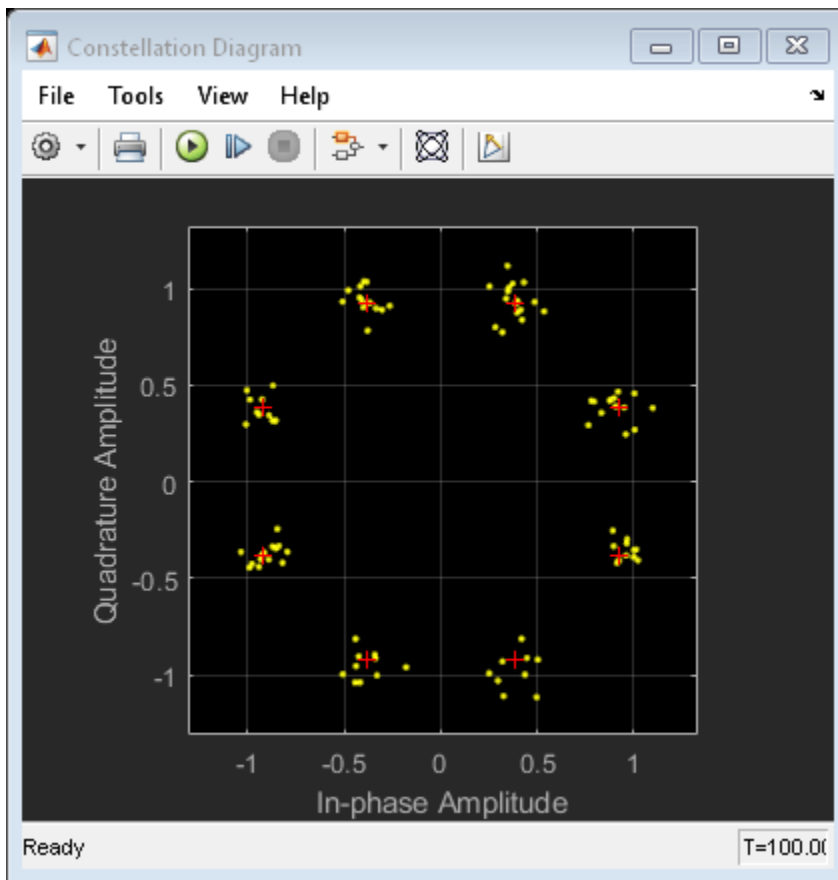 Constellation Diagram
File Tools View Help
1
0.5
0
-0.5
-1
Quadrature Amplitude
-1 -0.5 0 0.5 1
In-phase Amplitude
Ready T=100.00